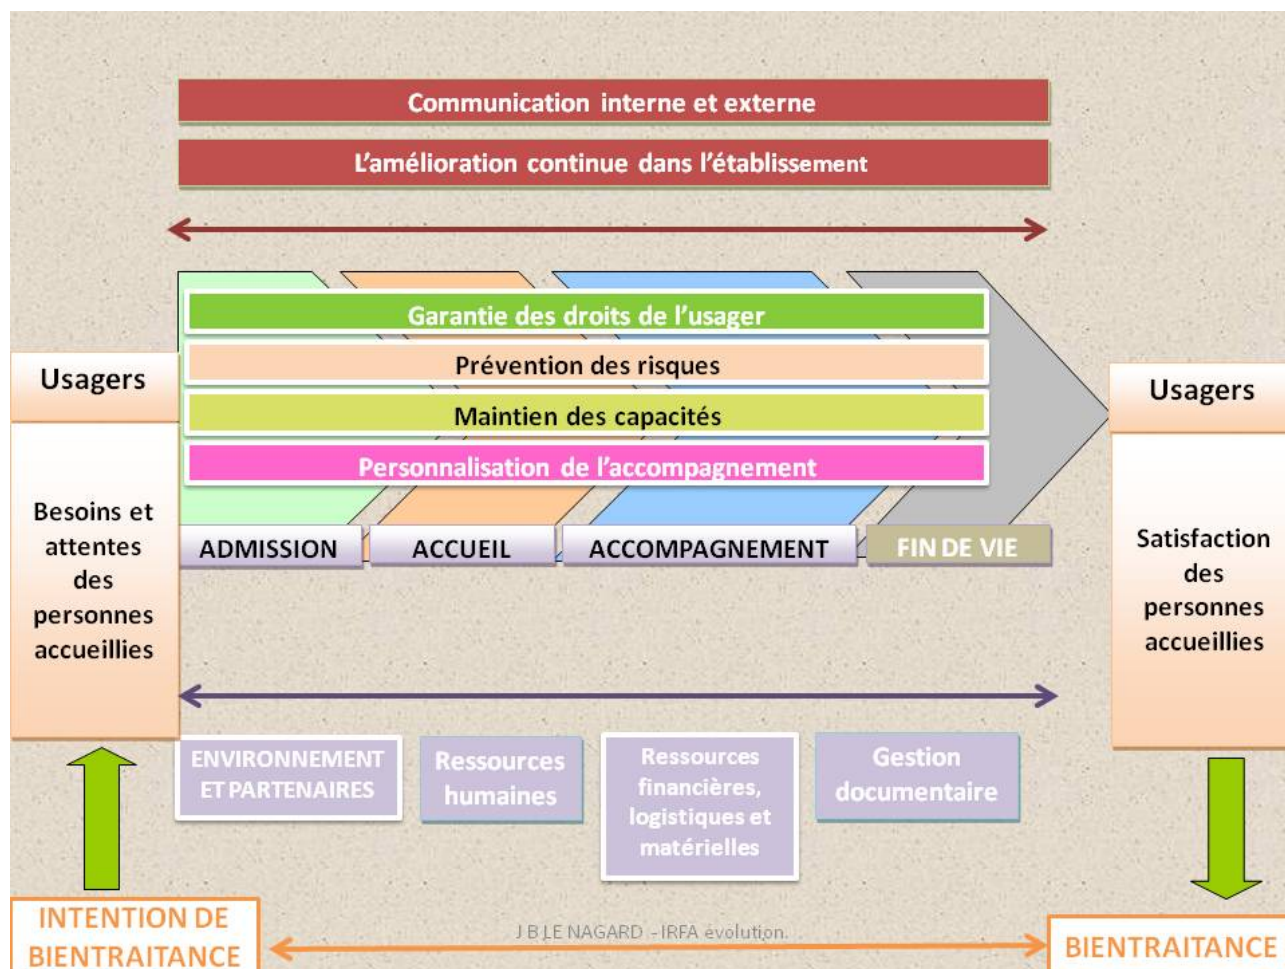 Communication interne et externe
L'amélioration continue dans l'établissement
Garantie des droits de l'usager
Prévention des risques
Maintien des capacités
Personnalisation de l'accompagnement
Usagers
Besoins et
attentes
des
personnes
accueillies
ADMISSION
ACCUEIL
ACCOMPAGNEMENT
FIN DE VIE
Usagers
Satisfaction
des
personnes
accueillies
ENVIRONNEMENT
ET PARTENAIRES
Ressources
humaines
Ressources
financières,
logistiques et
matérielles
Gestion
documentaire
INTENTION DE
BIENTRAITANCE
J B LE NAGARD - IRFA évolution.
BIENTRAITANCE